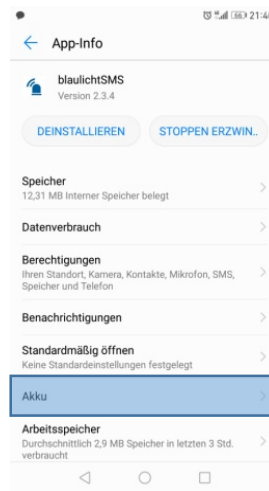 21:4
App-Info
blaulichtSMS
Version 2.3.4
DEINSTALLIEREN STOPPEN ERZWIN..
Speicher
12,31 MB Interner Speicher belegt
Datenverbrauch
Berechtigungen
Ihren Standort, Kamera, Kontakte, Mikrofon, SMS,
Speicher und Telefon
Benachrichtigungen
Standardmäßig öffnen
Keine Standardeinstellungen festgelegt
Akku
Arbeitsspeicher
Durchschnittlich 2,9 MB Speicher in letzten 3 Std.
verbraucht